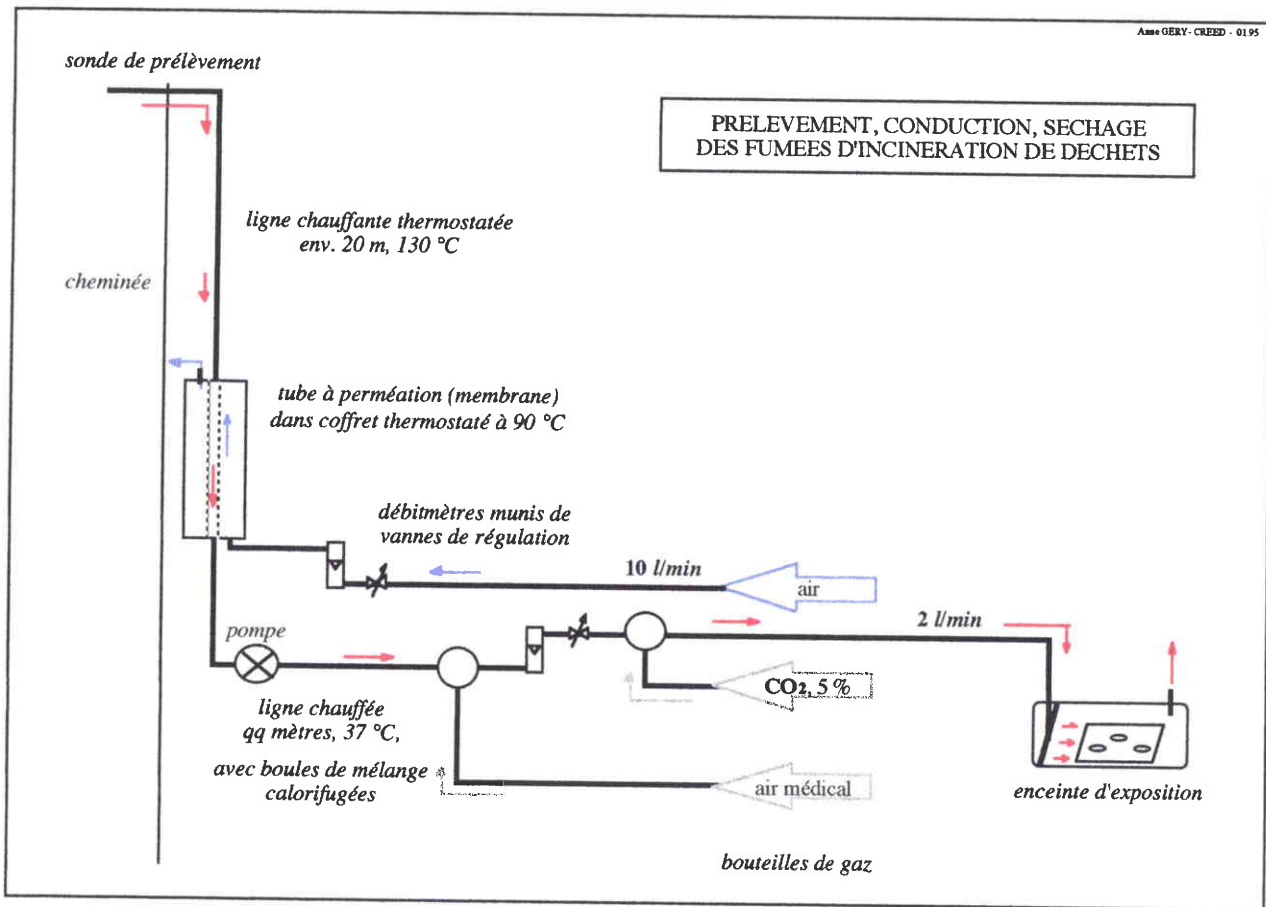 Anne GERY - CREED - 01.95
sonde de prélèvement
PRELEVEMENT, CONDUCTION, SECHAGE
DES FUMEES D'INCINERATION DE DECHETS
ligne chauffante thermostatée
env. 20 m, 130 °C
cheminée
tube à perméation (membrane)
dans coffret thermostaté à 90 °C
débitmètres munis de
vannes de régulation
10 l/min
air
pompe
2 l/min
CO2, 5 %
ligne chauffée
qq mètres, 37 °C,
avec boules de mélange
calorifugées
air médical
enceinte d'exposition
bouteilles de gaz